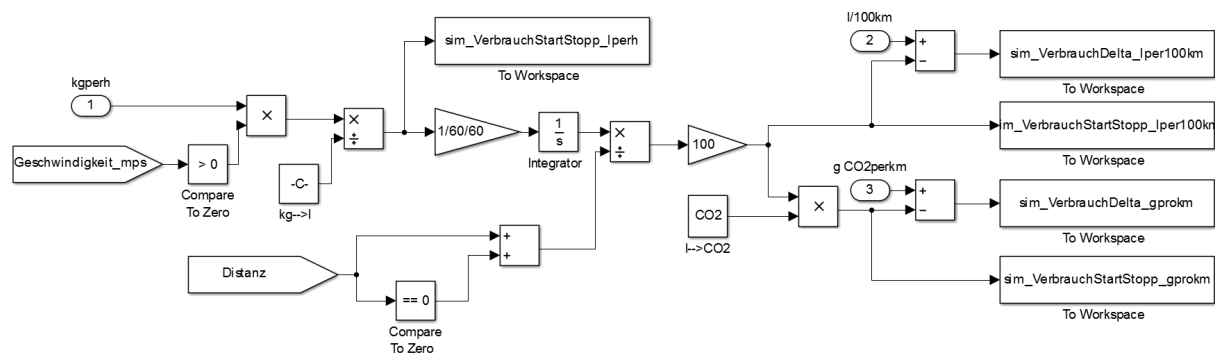 l/100km
2
+
−
sim_VerbrauchDelta_lper100km
To Workspace
sim_VerbrauchStartStopp_lperh
To Workspace
kgperh
1
×
×
÷
1/60/60
1
s
Integrator
×
÷
100
im_VerbrauchStartStopp_lper100km
To Workspace
Geschwindigkeit_mps
> 0
Compare
To Zero
-C-
kg-->l
g CO2perkm
3
+
−
sim_VerbrauchDelta_gprokm
To Workspace
CO2
l-->CO2
×
Distanz
+
+
== 0
Compare
To Zero
sim_VerbrauchStartStopp_gprokm
To Workspace